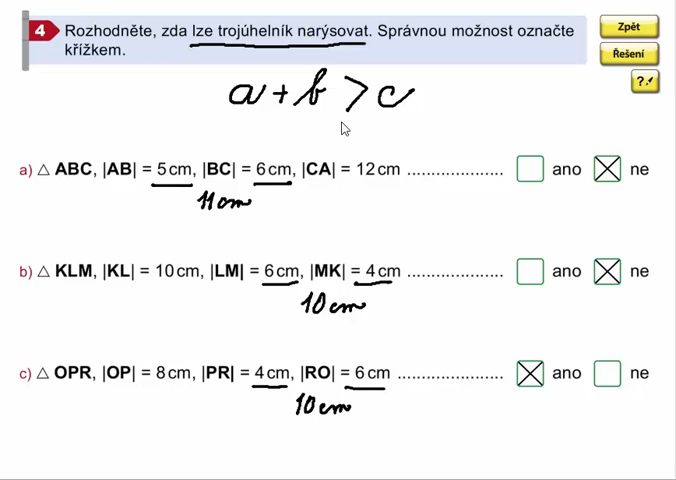 4 Rozhodněte, zda lze trojúhelník narýsovat. Správnou možnost označte
křížkem.
Zpět
Řešení
?
a + b > c
a) △ ABC, |AB| = 5 cm, |BC| = 6 cm, |CA| = 12 cm .................... ano ne
11 cm
b) △ KLM, |KL| = 10 cm, |LM| = 6 cm, |MK| = 4 cm .................... ano ne
10 cm
c) △ OPR, |OP| = 8 cm, |PR| = 4 cm, |RO| = 6 cm ...................... ano ne
10 cm